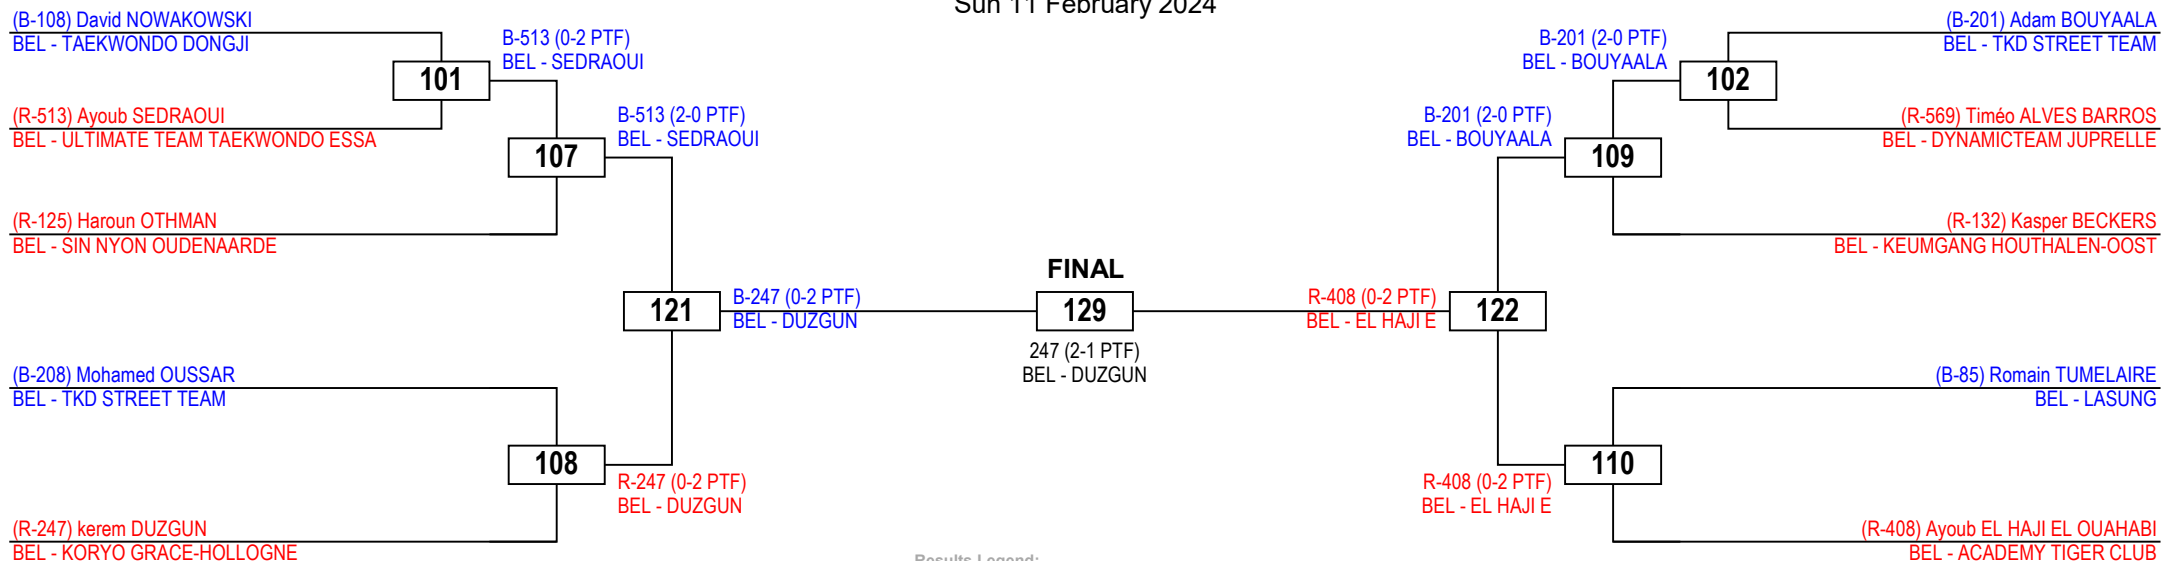 Sun 11 February 2024
(B-108) David NOWAKOWSKI
BEL - TAEKWONDO DONGJI
101
(R-513) Ayoub SEDRAOUI
BEL - ULTIMATE TEAM TAEKWONDO ESSA
B-513 (0-2 PTF)
BEL - SEDRAOUI
107
(R-125) Haroun OTHMAN
BEL - SIN NYON OUDENAARDE
B-513 (2-0 PTF)
BEL - SEDRAOUI
121
(B-208) Mohamed OUSSAR
BEL - TKD STREET TEAM
108
(R-247) kerem DUZGUN
BEL - KORYO GRACE-HOLLOGNE
R-247 (0-2 PTF)
BEL - DUZGUN
B-247 (0-2 PTF)
BEL - DUZGUN
FINAL
129
247 (2-1 PTF)
BEL - DUZGUN
R-408 (0-2 PTF)
BEL - EL HAJI E
122
B-201 (2-0 PTF)
BEL - BOUYAALA
109
B-201 (2-0 PTF)
BEL - BOUYAALA
102
(B-201) Adam BOUYAALA
BEL - TKD STREET TEAM
(R-569) Timéo ALVES BARROS
BEL - DYNAMICTEAM JUPRELLE
(R-132) Kasper BECKERS
BEL - KEUMGANG HOUTHALEN-OOST
(B-85) Romain TUMELAIRE
BEL - LASUNG
110
R-408 (0-2 PTF)
BEL - EL HAJI E
(R-408) Ayoub EL HAJI EL OUAHABI
BEL - ACADEMY TIGER CLUB
Results Legend: